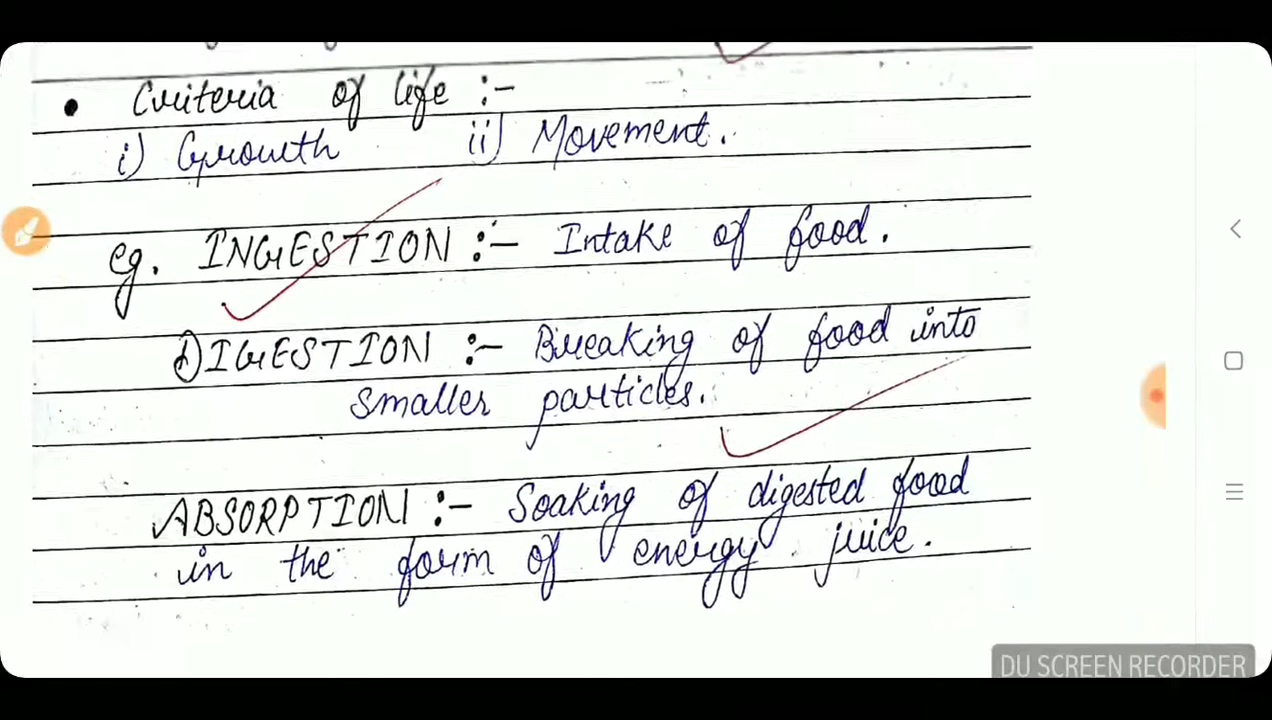 • Criteria of life :-
i) Growth ii) Movement.
eg. INGESTION :- Intake of food.
DIGESTION :- Breaking of food into
smaller particles.
ABSORPTION :- Soaking of digested food
in the form of energy juice.
DU SCREEN RECORDER